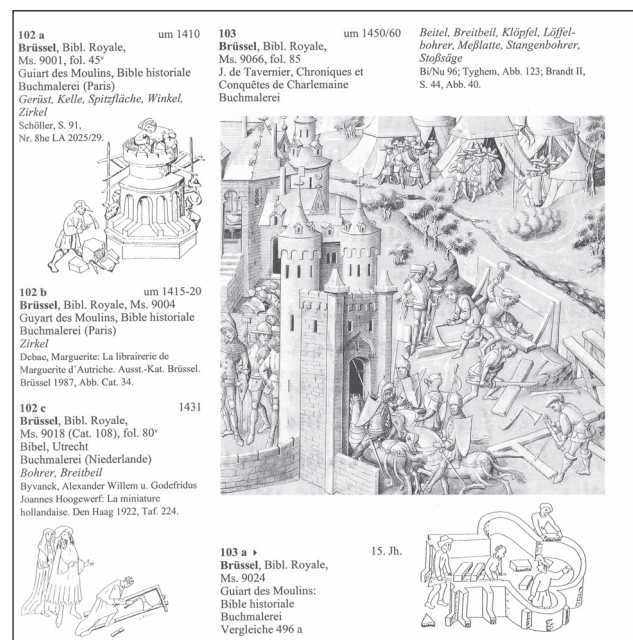 102 a um 1410
Brüssel, Bibl. Royale,
Ms. 9001, fol. 45ᵛ
Guiart des Moulins, Bible historiale
Buchmalerei (Paris)
Gerüst, Kelle, Spitzfläche, Winkel,
Zirkel
Schöller, S. 91,
Nr. 8he LA 2025/29.
102 b um 1415-20
Brüssel, Bibl. Royale, Ms. 9004
Guyart des Moulins, Bible historiale
Buchmalerei (Paris)
Zirkel
Debae, Marguerite: La librairerie de
Marguerite d´Autriche. Ausst.-Kat. Brüssel.
Brüssel 1987, Abb. Cat. 34.
102 c 1431
Brüssel, Bibl. Royale,
Ms. 9018 (Cat. 108), fol. 80ᵛ
Bibel, Utrecht
Buchmalerei (Niederlande)
Bohrer, Breitbeil
Byvanck, Alexander Willem u. Godefridus
Joannes Hoogewerf: La miniature
hollandaise. Den Haag 1922, Taf. 224.
103 um 1450/60
Brüssel, Bibl. Royale,
Ms. 9066, fol. 85
J. de Tavernier, Chroniques et
Conquêtes de Charlemaine
Buchmalerei
Beitel, Breitbeil, Klöpfel, Löffel-
bohrer, Meßlatte, Stangenbohrer,
Stoßsäge
Bi/Nu 96; Tyghem, Abb. 123; Brandt II,
S. 44, Abb. 40.
103 a 15. Jh.
Brüssel, Bibl. Royale,
Ms. 9024
Guiart des Moulins:
Bible historiale
Buchmalerei
Vergleiche 496 a